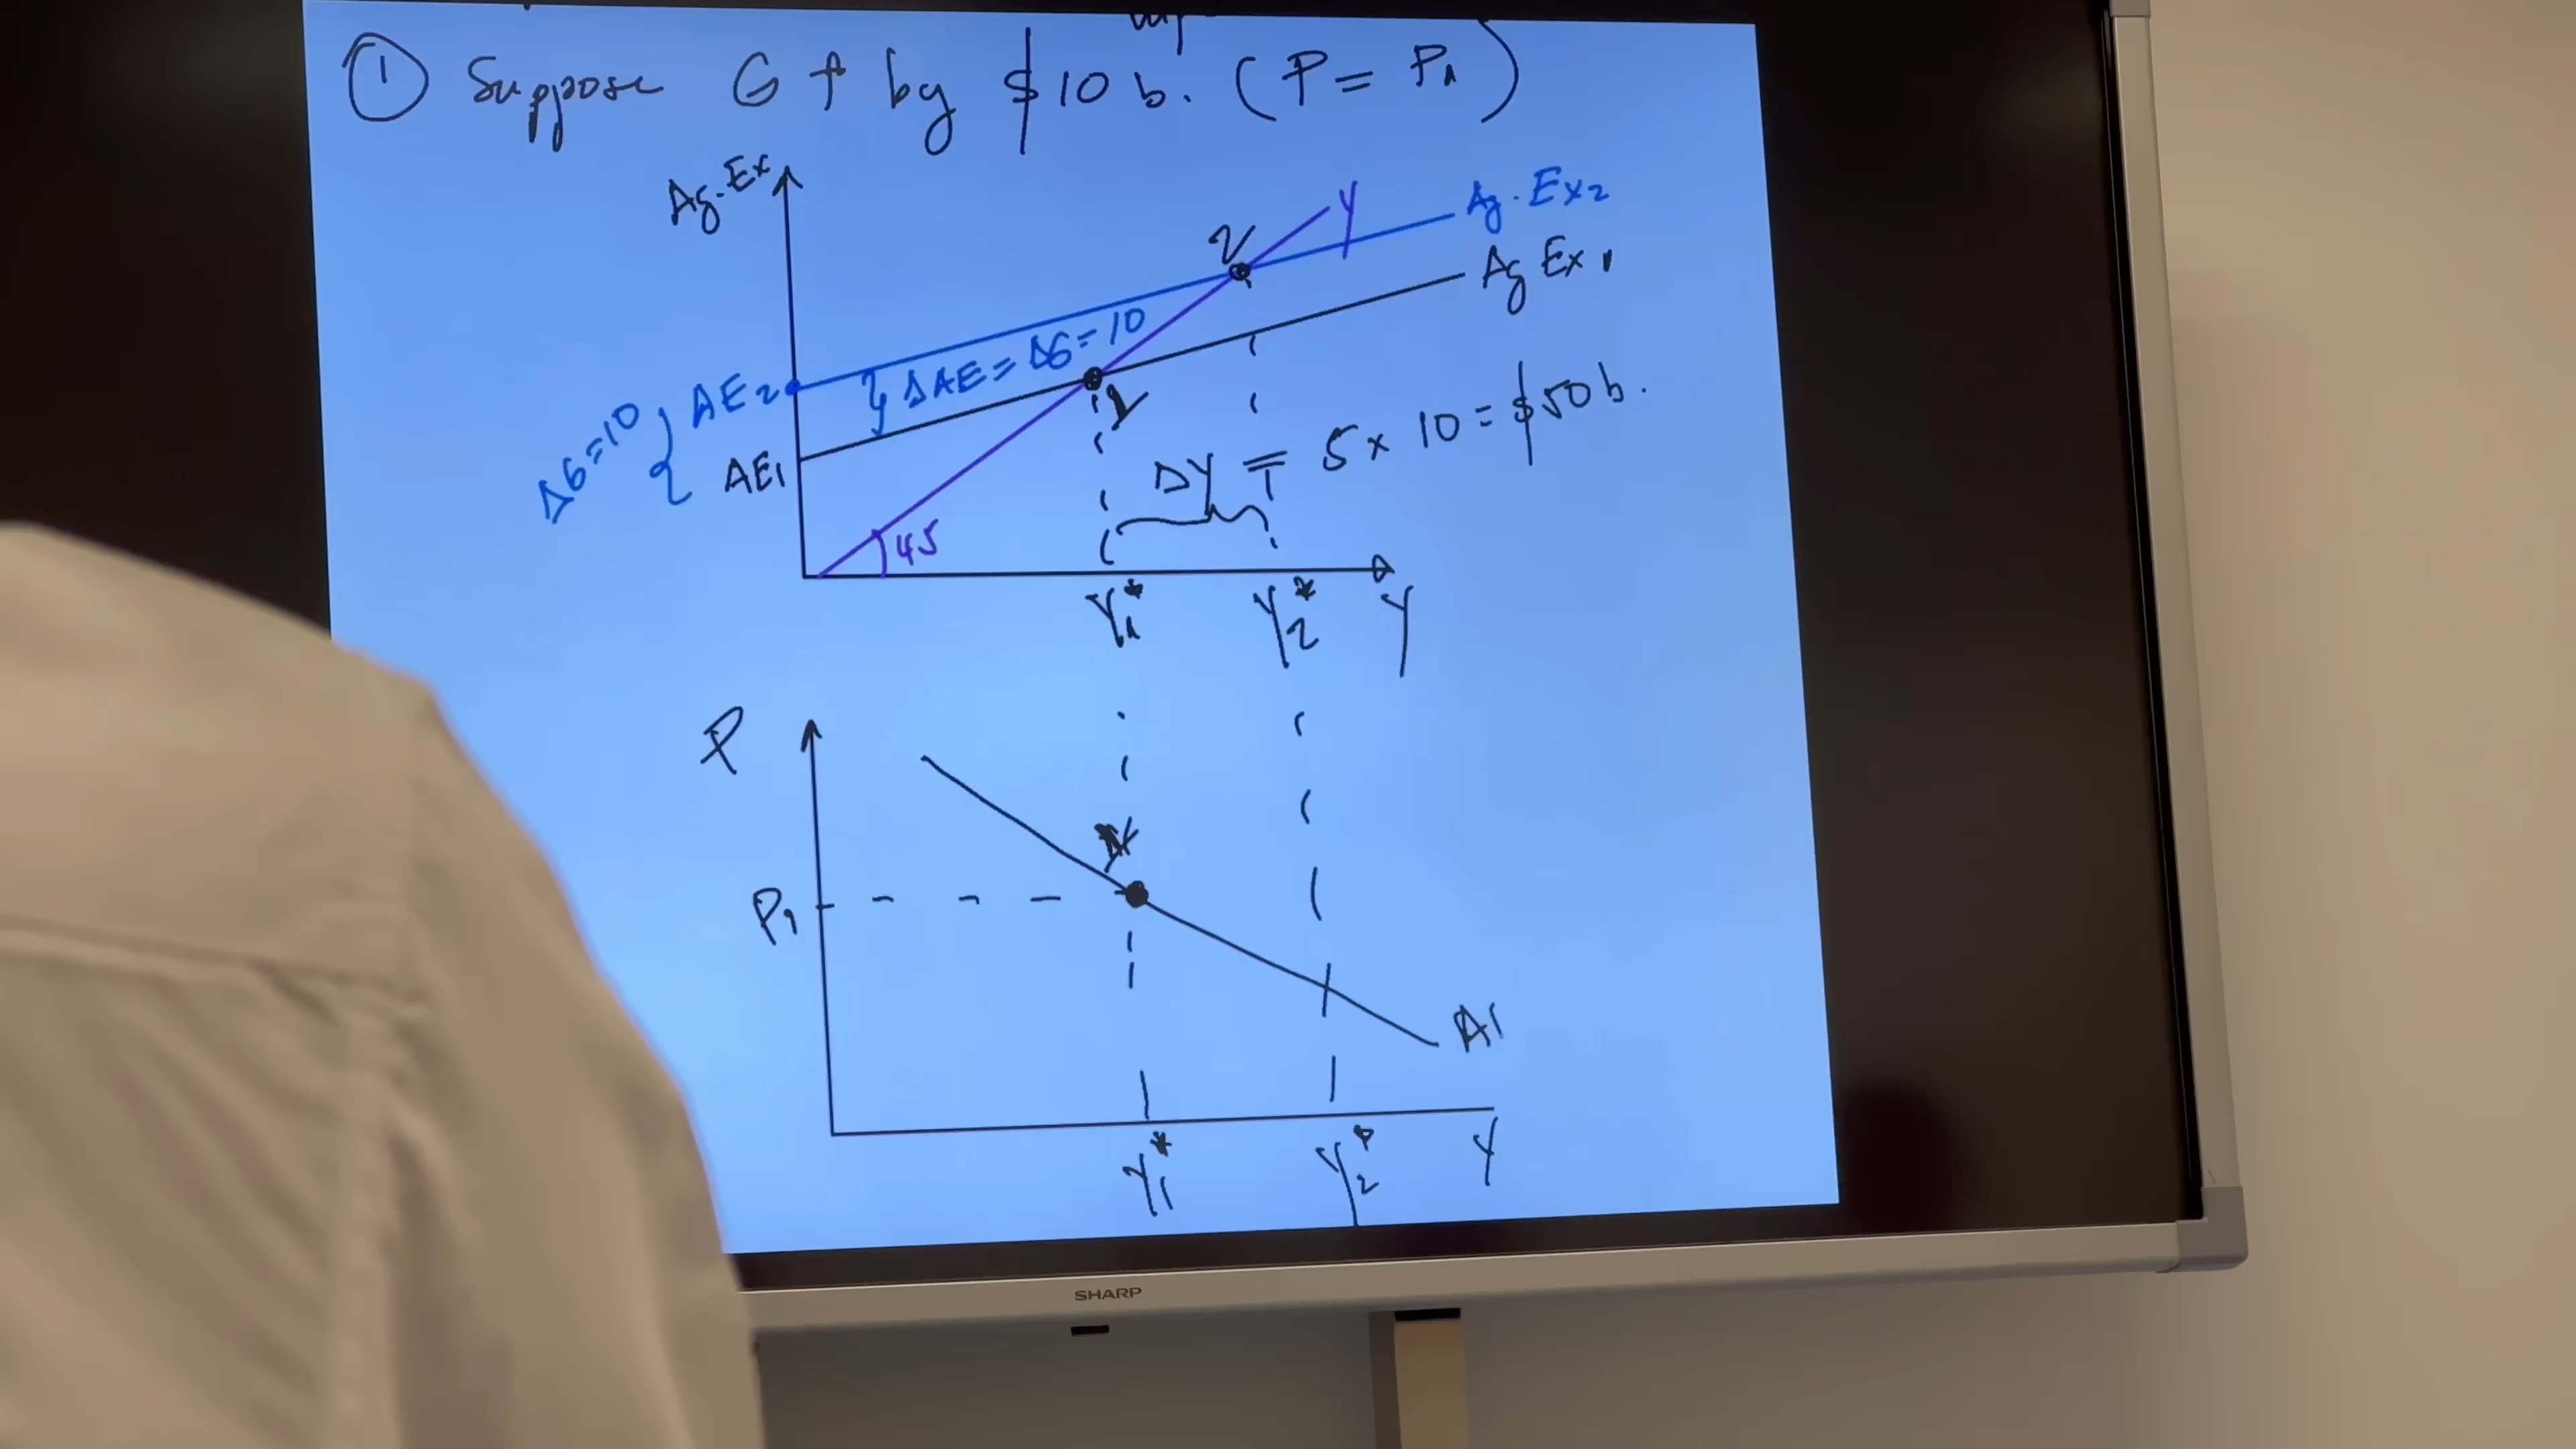 ① Suppose G ↑ by $10 b. (P = P₁)
Ag. Ex
Y
Ag. Ex₂
2
Ag Ex₁
ΔAE = ΔG = 10
ΔG = 10
AE₂
1
AE₁
ΔY = 5 x 10 = $50 b.
45
Y₁*
Y₂*
Y
P
P₁
A1
Y₁*
Y₂*
Y
SHARP